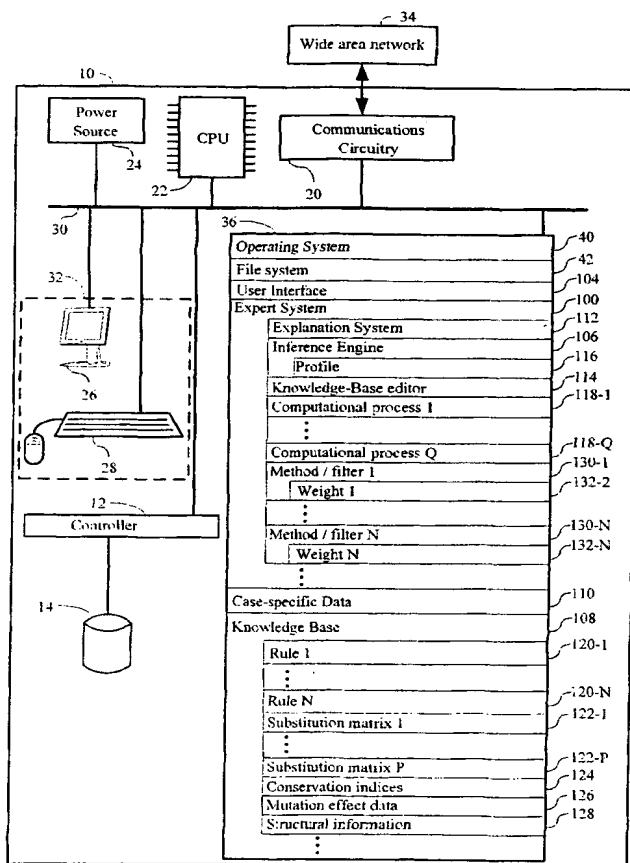 34
Wide area network
10
Power
Source
24
CPU
22
Communications
Circuitry
20
30
36
Operating System
40
File system
42
User Interface
104
Expert System
100
Explanation System
112
Inference Engine
106
Profile
116
Knowledge-Base editor
114
Computational process 1
118-1
Computational process Q
118-Q
Method / filter 1
130-1
Weight 1
132-2
Method / filter N
130-N
Weight N
132-N
Case-specific Data
110
Knowledge Base
108
Rule 1
120-1
Rule N
120-N
Substitution matrix 1
122-1
Substitution matrix P
122-P
Conservation indices
124
Mutation effect data
126
Structural information
128
32
26
28
12
Controller
14